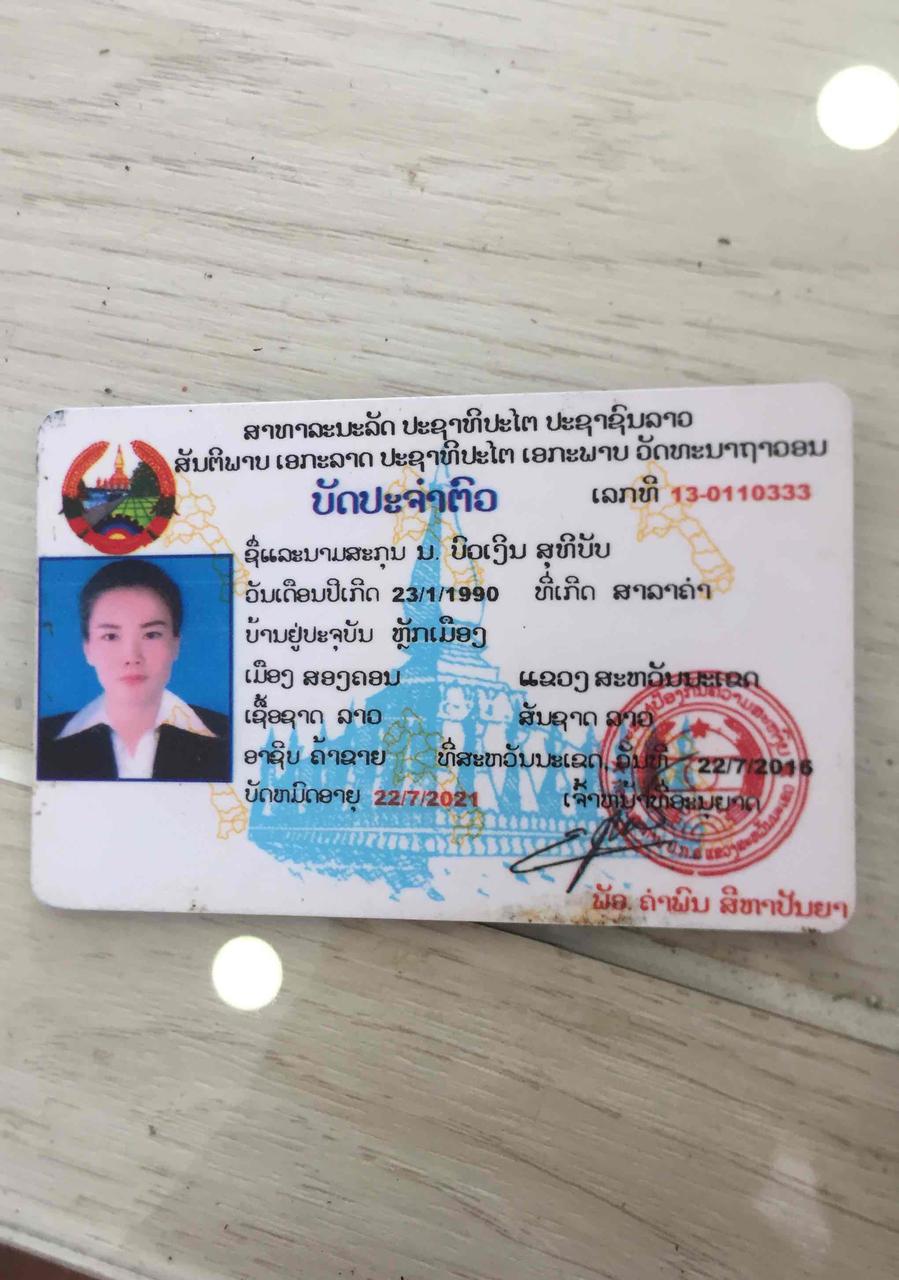 ສາທາລະນະລັດ ປະຊາທິປະໄຕ ປະຊາຊົນລາວ
ສັນຕິພາບ ເອກະລາດ ປະຊາທິປະໄຕ ເອກະພາບ ວັດທະນາຖາວອນ
ບັດປະຈຳຕົວ ເລກທີ 13-0110333
ຊື່ແລະນາມສະກຸນ ນ. ບົວເງິນ ສຸທິບັບ
ວັນເດືອນປີເກີດ 23/1/1990 ທີ່ເກີດ ສາລາຄຳ
ບ້ານຢູ່ປະຈຸບັນ ຫຼັກເມືອງ
ເມືອງ ສອງຄອນ ແຂວງ ສະຫວັນນະເຂດ
ເຊື້ອຊາດ ລາວ ສັນຊາດ ລາວ
ອາຊີບ ຄ້າຂາຍ ທີ່ສະຫວັນນະເຂດ, ວັນທີ 22/7/2016
ບັດຫມົດອາຍຸ 22/7/2021 ເຈົ້າຫນ້າທີ່ອະນຸຍາດ
ພັອ. ຄຳພົນ ສີຫາປັນຍາ